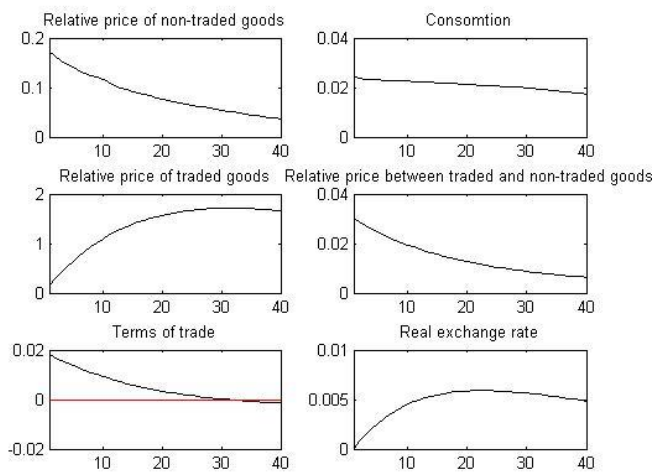 Relative price of non-traded goods
Consomtion
0.2
0.1
0
10 20 30 40
0.04
0.02
0
10 20 30 40
Relative price of traded goods
Relative price between traded and non-traded goods
2
1
0
10 20 30 40
0.04
0.02
0
10 20 30 40
Terms of trade
Real exchange rate
0.02
0
-0.02
10 20 30 40
0.01
0.005
0
10 20 30 40